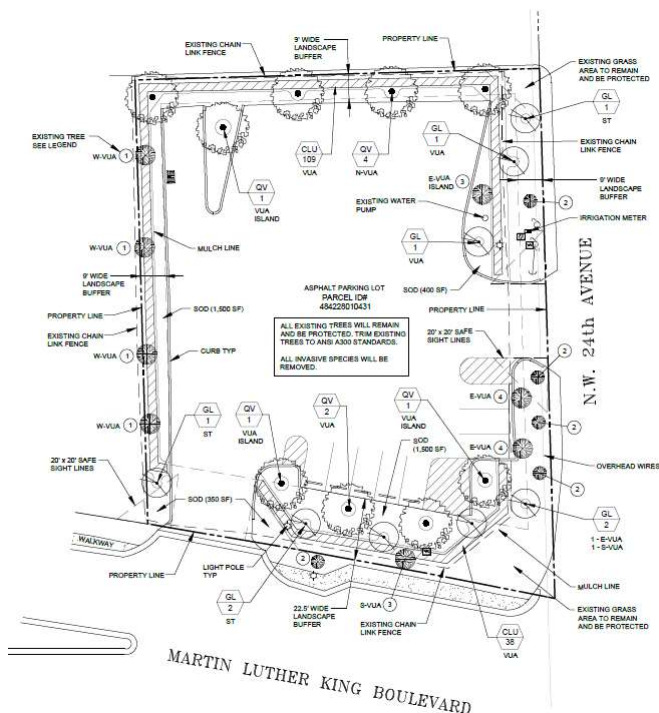 EXISTING CHAIN
LINK FENCE
9' WIDE
LANDSCAPE
BUFFER
PROPERTY LINE
EXISTING GRASS
AREA TO REMAIN
AND BE PROTECTED
GL
1
ST
EXISTING TREE
SEE LEGEND
W-VUA 1
QV
1
VUA
ISLAND
CLU
109
VUA
QV
4
N-VUA
GL
1
VUA
EXISTING CHAIN
LINK FENCE
E-VUA
ISLAND 3
9' WIDE
LANDSCAPE
BUFFER
2
EXISTING WATER
PUMP
IRRIGATION METER
GL
1
VUA
W-VUA 1
MULCH LINE
9' WIDE
LANDSCAPE
BUFFER
SOD (1,500 SF)
ASPHALT PARKING LOT
PARCEL ID#
484228010431
SOD (400 SF)
PROPERTY LINE
PROPERTY LINE
EXISTING CHAIN
LINK FENCE
CURB TYP
ALL EXISTING TREES WILL REMAIN
AND BE PROTECTED. TRIM EXISTING
TREES TO ANSI A300 STANDARDS.
ALL INVASIVE SPECIES WILL BE
REMOVED.
20' x 20' SAFE
SIGHT LINES
N.W. 24th AVENUE
W-VUA 1
2
E-VUA 4
W-VUA 1
GL
1
ST
QV
1
VUA
ISLAND
QV
2
VUA
QV
1
VUA
ISLAND
SOD
(1,500 SF)
2
E-VUA 4
OVERHEAD WIRES
2
20' x 20' SAFE
SIGHT LINES
SOD (350 SF)
GL
2
1 - E-VUA
1 - S-VUA
WALKWAY
PROPERTY LINE
LIGHT POLE
TYP
2
GL
2
ST
22.5' WIDE
LANDSCAPE
BUFFER
S-VUA 3
EXISTING CHAIN
LINK FENCE
CLU
38
VUA
MULCH LINE
EXISTING GRASS
AREA TO REMAIN
AND BE PROTECTED
MARTIN LUTHER KING BOULEVARD